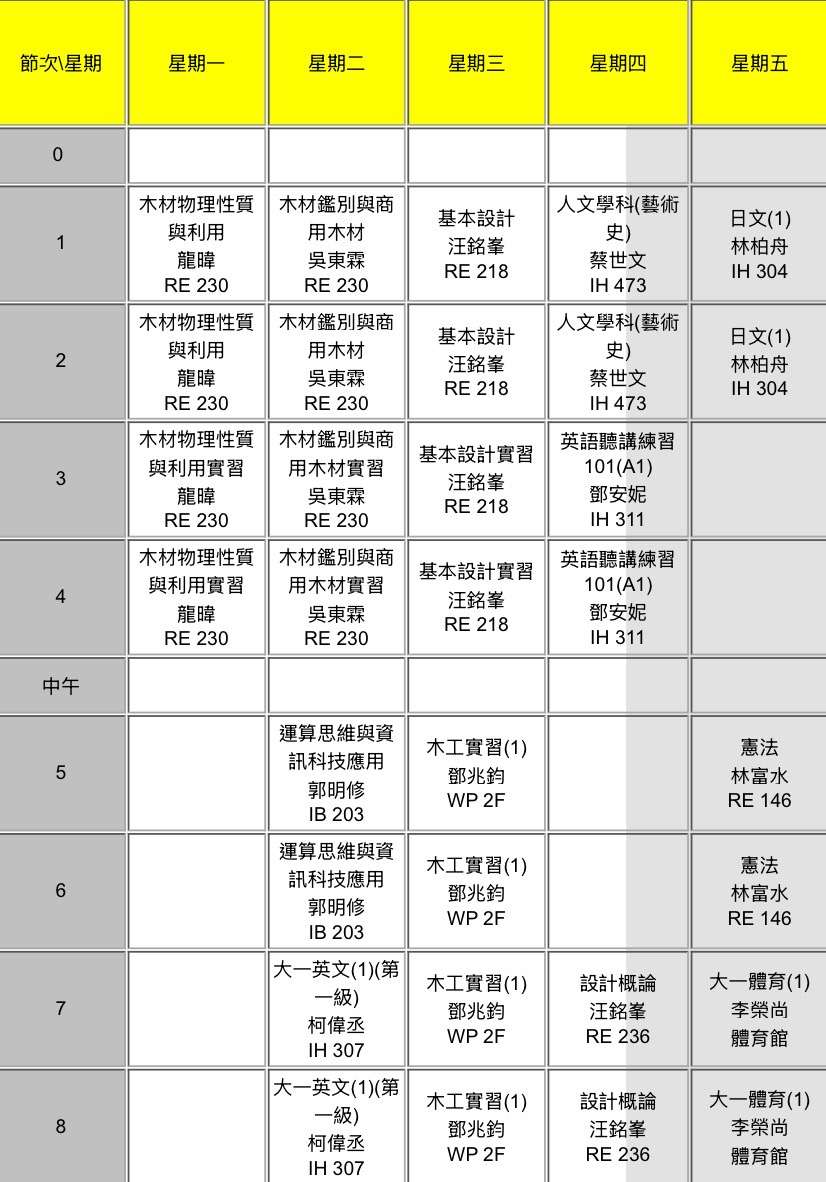 節次\星期 星期一 星期二 星期三 星期四 星期五
0
1
木材物理性質
與利用
龍暐
RE 230
木材鑑別與商
用木材
吳東霖
RE 230
基本設計
汪銘峯
RE 218
人文學科(藝術
史)
蔡世文
IH 473
日文(1)
林柏舟
IH 304
2
木材物理性質
與利用
龍暐
RE 230
木材鑑別與商
用木材
吳東霖
RE 230
基本設計
汪銘峯
RE 218
人文學科(藝術
史)
蔡世文
IH 473
日文(1)
林柏舟
IH 304
3
木材物理性質
與利用實習
龍暐
RE 230
木材鑑別與商
用木材實習
吳東霖
RE 230
基本設計實習
汪銘峯
RE 218
英語聽講練習
101(A1)
鄧安妮
IH 311
4
木材物理性質
與利用實習
龍暐
RE 230
木材鑑別與商
用木材實習
吳東霖
RE 230
基本設計實習
汪銘峯
RE 218
英語聽講練習
101(A1)
鄧安妮
IH 311
中午
5
運算思維與資
訊科技應用
郭明修
IB 203
木工實習(1)
鄧兆鈞
WP 2F
憲法
林富水
RE 146
6
運算思維與資
訊科技應用
郭明修
IB 203
木工實習(1)
鄧兆鈞
WP 2F
憲法
林富水
RE 146
7
大一英文(1)(第
一級)
柯偉丞
IH 307
木工實習(1)
鄧兆鈞
WP 2F
設計概論
汪銘峯
RE 236
大一體育(1)
李榮尚
體育館
8
大一英文(1)(第
一級)
柯偉丞
IH 307
木工實習(1)
鄧兆鈞
WP 2F
設計概論
汪銘峯
RE 236
大一體育(1)
李榮尚
體育館